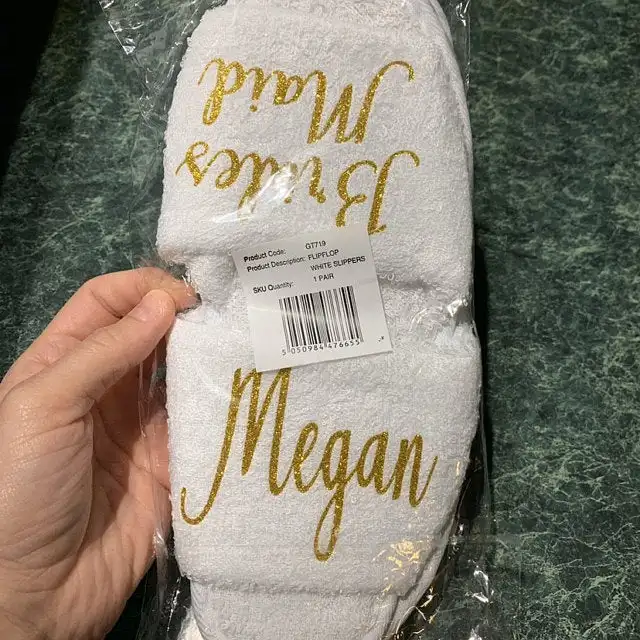 Brides
Maid
Product Code: GT719
Product Description: FLIPFLOP
WHITE SLIPPERS
SKU Quantity: 1 PAIR
5 050984 476655 >
Megan